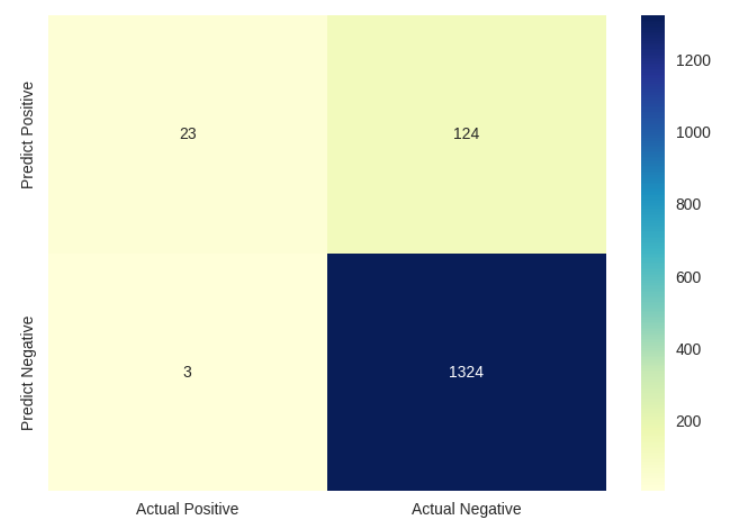 Predict Positive
23
124
Predict Negative
3
1324
Actual Positive
Actual Negative
1200
1000
800
600
400
200